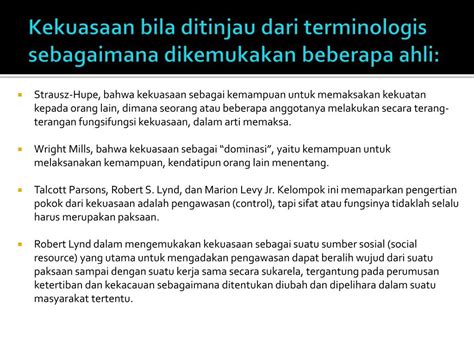 Kekuasaan bila ditinjau dari terminologis
sebagaimana dikemukakan beberapa ahli:
Strausz-Hupe, bahwa kekuasaan sebagai kemampuan untuk memaksakan kekuatan
kepada orang lain, dimana seorang atau beberapa anggotanya melakukan secara terang-
terangan fungsifungsi kekuasaan, dalam arti memaksa.
Wright Mills, bahwa kekuasaan sebagai “dominasi”, yaitu kemampuan untuk
melaksanakan kemampuan, kendatipun orang lain menentang.
Talcott Parsons, Robert S. Lynd, dan Marion Levy Jr. Kelompok ini memaparkan pengertian
pokok dari kekuasaan adalah pengawasan (control), tapi sifat atau fungsinya tidaklah selalu
harus merupakan paksaan.
Robert Lynd dalam mengemukakan kekuasaan sebagai suatu sumber sosial (social
resource) yang utama untuk mengadakan pengawasan dapat beralih wujud dari suatu
paksaan sampai dengan suatu kerja sama secara sukarela, tergantung pada perumusan
ketertiban dan kekacauan sebagaimana ditentukan diubah dan dipelihara dalam suatu
masyarakat tertentu.